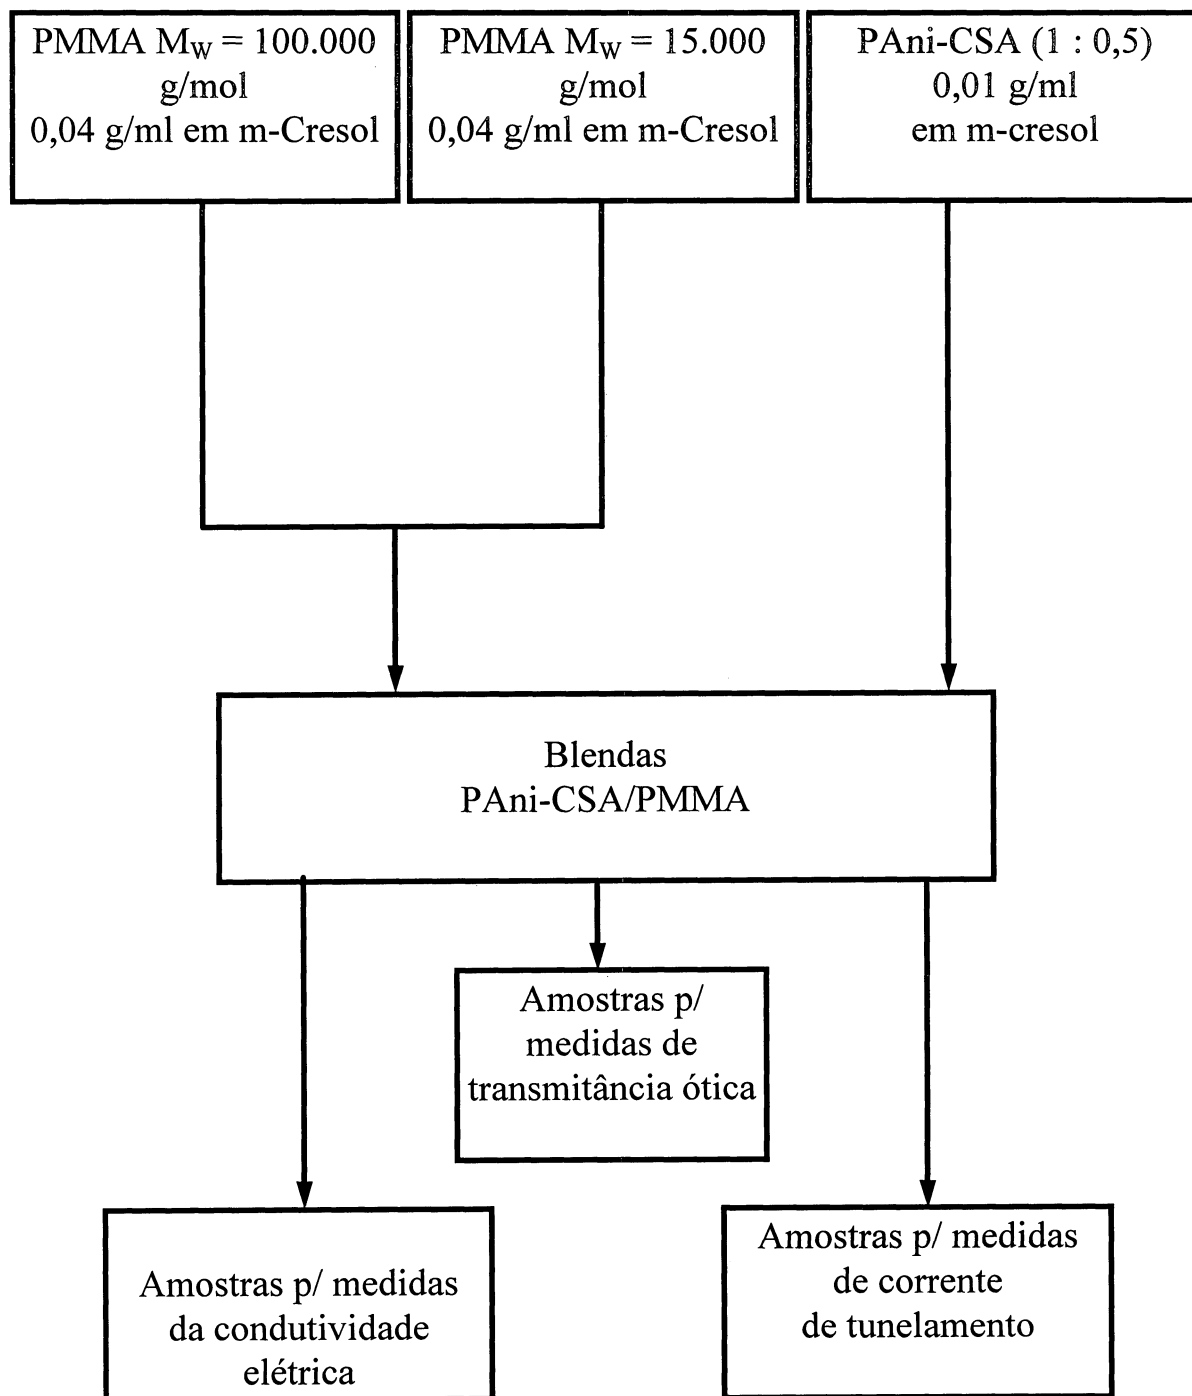 PMMA Mw = 100.000
g/mol
0,04 g/ml em m-Cresol
PMMA Mw = 15.000
g/mol
0,04 g/ml em m-Cresol
PAni-CSA (1 : 0,5)
0,01 g/ml
em m-cresol
Blendas
PAni-CSA/PMMA
Amostras p/
medidas de
transmitância ótica
Amostras p/ medidas
da condutividade
elétrica
Amostras p/ medidas
de corrente
de tunelamento